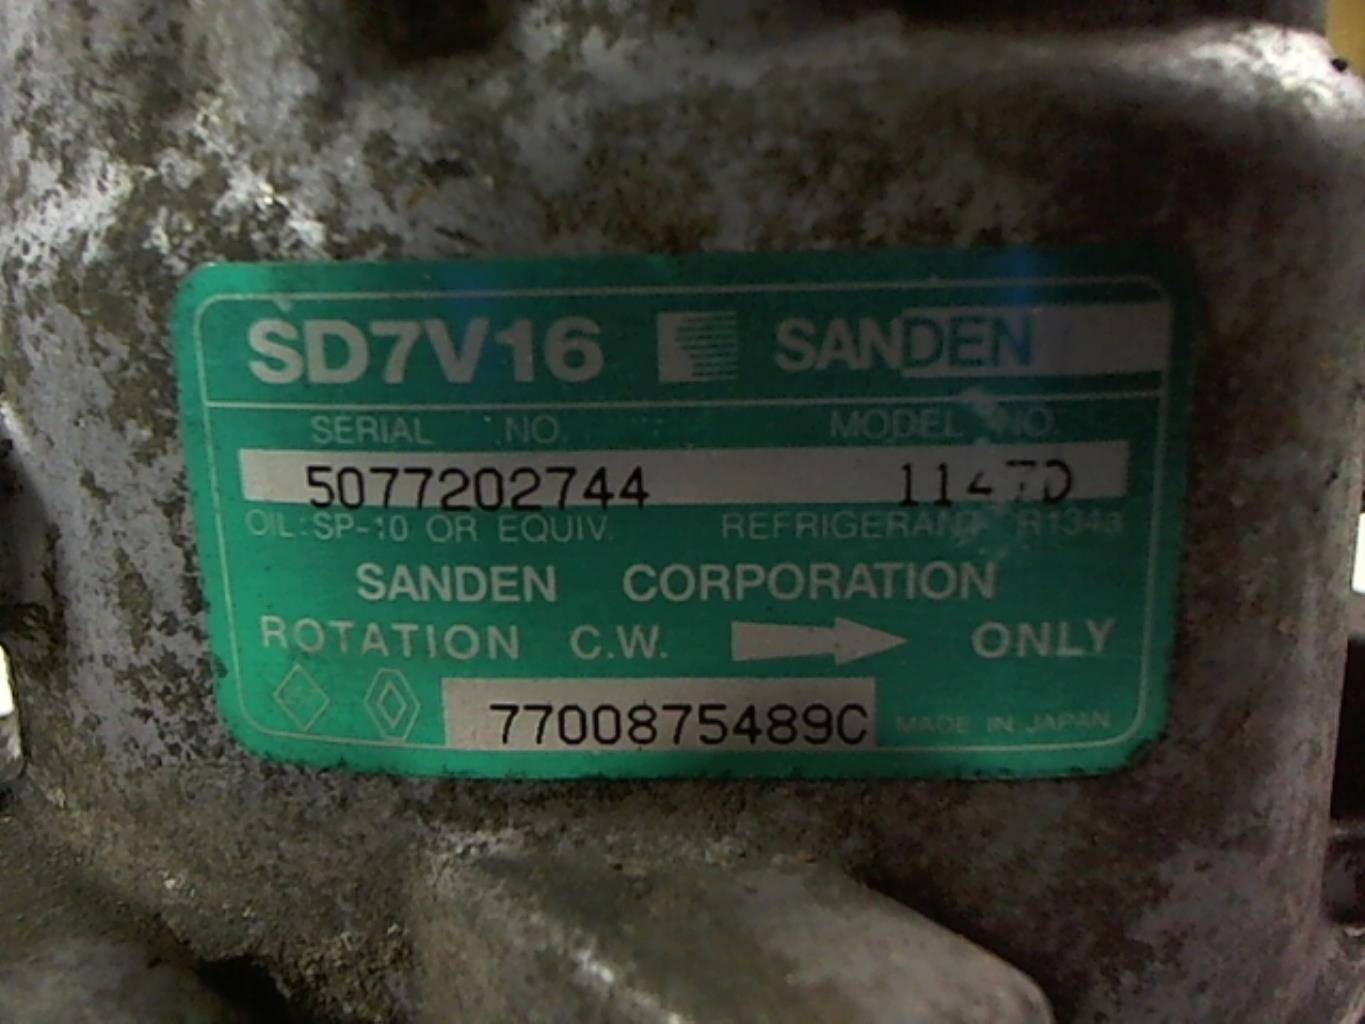 SD7V16 SANDEN
SERIAL NO. MODEL NO.
5077202744 1147D
OIL: SP-10 OR EQUIV. REFRIGERANT R134a
SANDEN CORPORATION
ROTATION C.W. ONLY
7700875489C MADE IN JAPAN